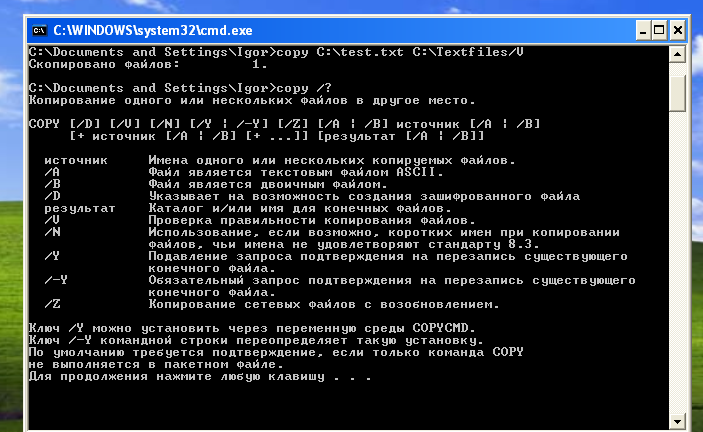 C:\WINDOWS\system32\cmd.exe
C:\Documents and Settings\Igor>copy C:\test.txt C:\Textfiles/V
Скопировано файлов:         1.
C:\Documents and Settings\Igor>copy /?
Копирование одного или нескольких файлов в другое место.
COPY [/D] [/V] [/N] [/Y ¦ /-Y] [/Z] [/A ¦ /B] источник [/A ¦ /B]
[+ источник [/A ¦ /B] [+ ...]] [результат [/A ¦ /B]]
источник     Имена одного или нескольких копируемых файлов.
/A           Файл является текстовым файлом ASCII.
/B           Файл является двоичным файлом.
/D           Указывает на возможность создания зашифрованного файла
результат    Каталог и/или имя для конечных файлов.
/V           Проверка правильности копирования файлов.
/N           Использование, если возможно, коротких имен при копировании
файлов, чьи имена не удовлетворяют стандарту 8.3.
/Y           Подавление запроса подтверждения на перезапись существующего
конечного файла.
/-Y          Обязательный запрос подтверждения на перезапись существующего
конечного файла.
/Z           Копирование сетевых файлов с возобновлением.
Ключ /Y можно установить через переменную среды COPYCMD.
Ключ /-Y командной строки переопределяет такую установку.
По умолчанию требуется подтверждение, если только команда COPY
не выполняется в пакетном файле.
Для продолжения нажмите любую клавишу . . .